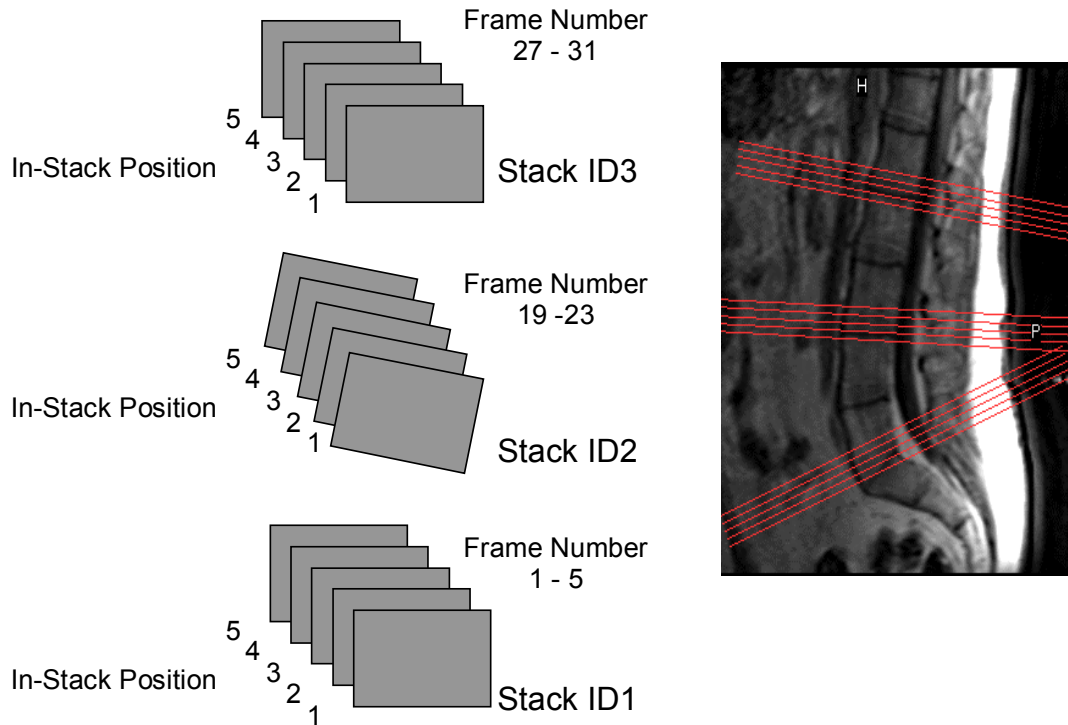 Frame Number
27 - 31
5
4
3
2
1
In-Stack Position
Stack ID3
Frame Number
19 -23
5
4
3
2
1
In-Stack Position
Stack ID2
Frame Number
1 - 5
5
4
3
2
1
In-Stack Position
Stack ID1
H
P